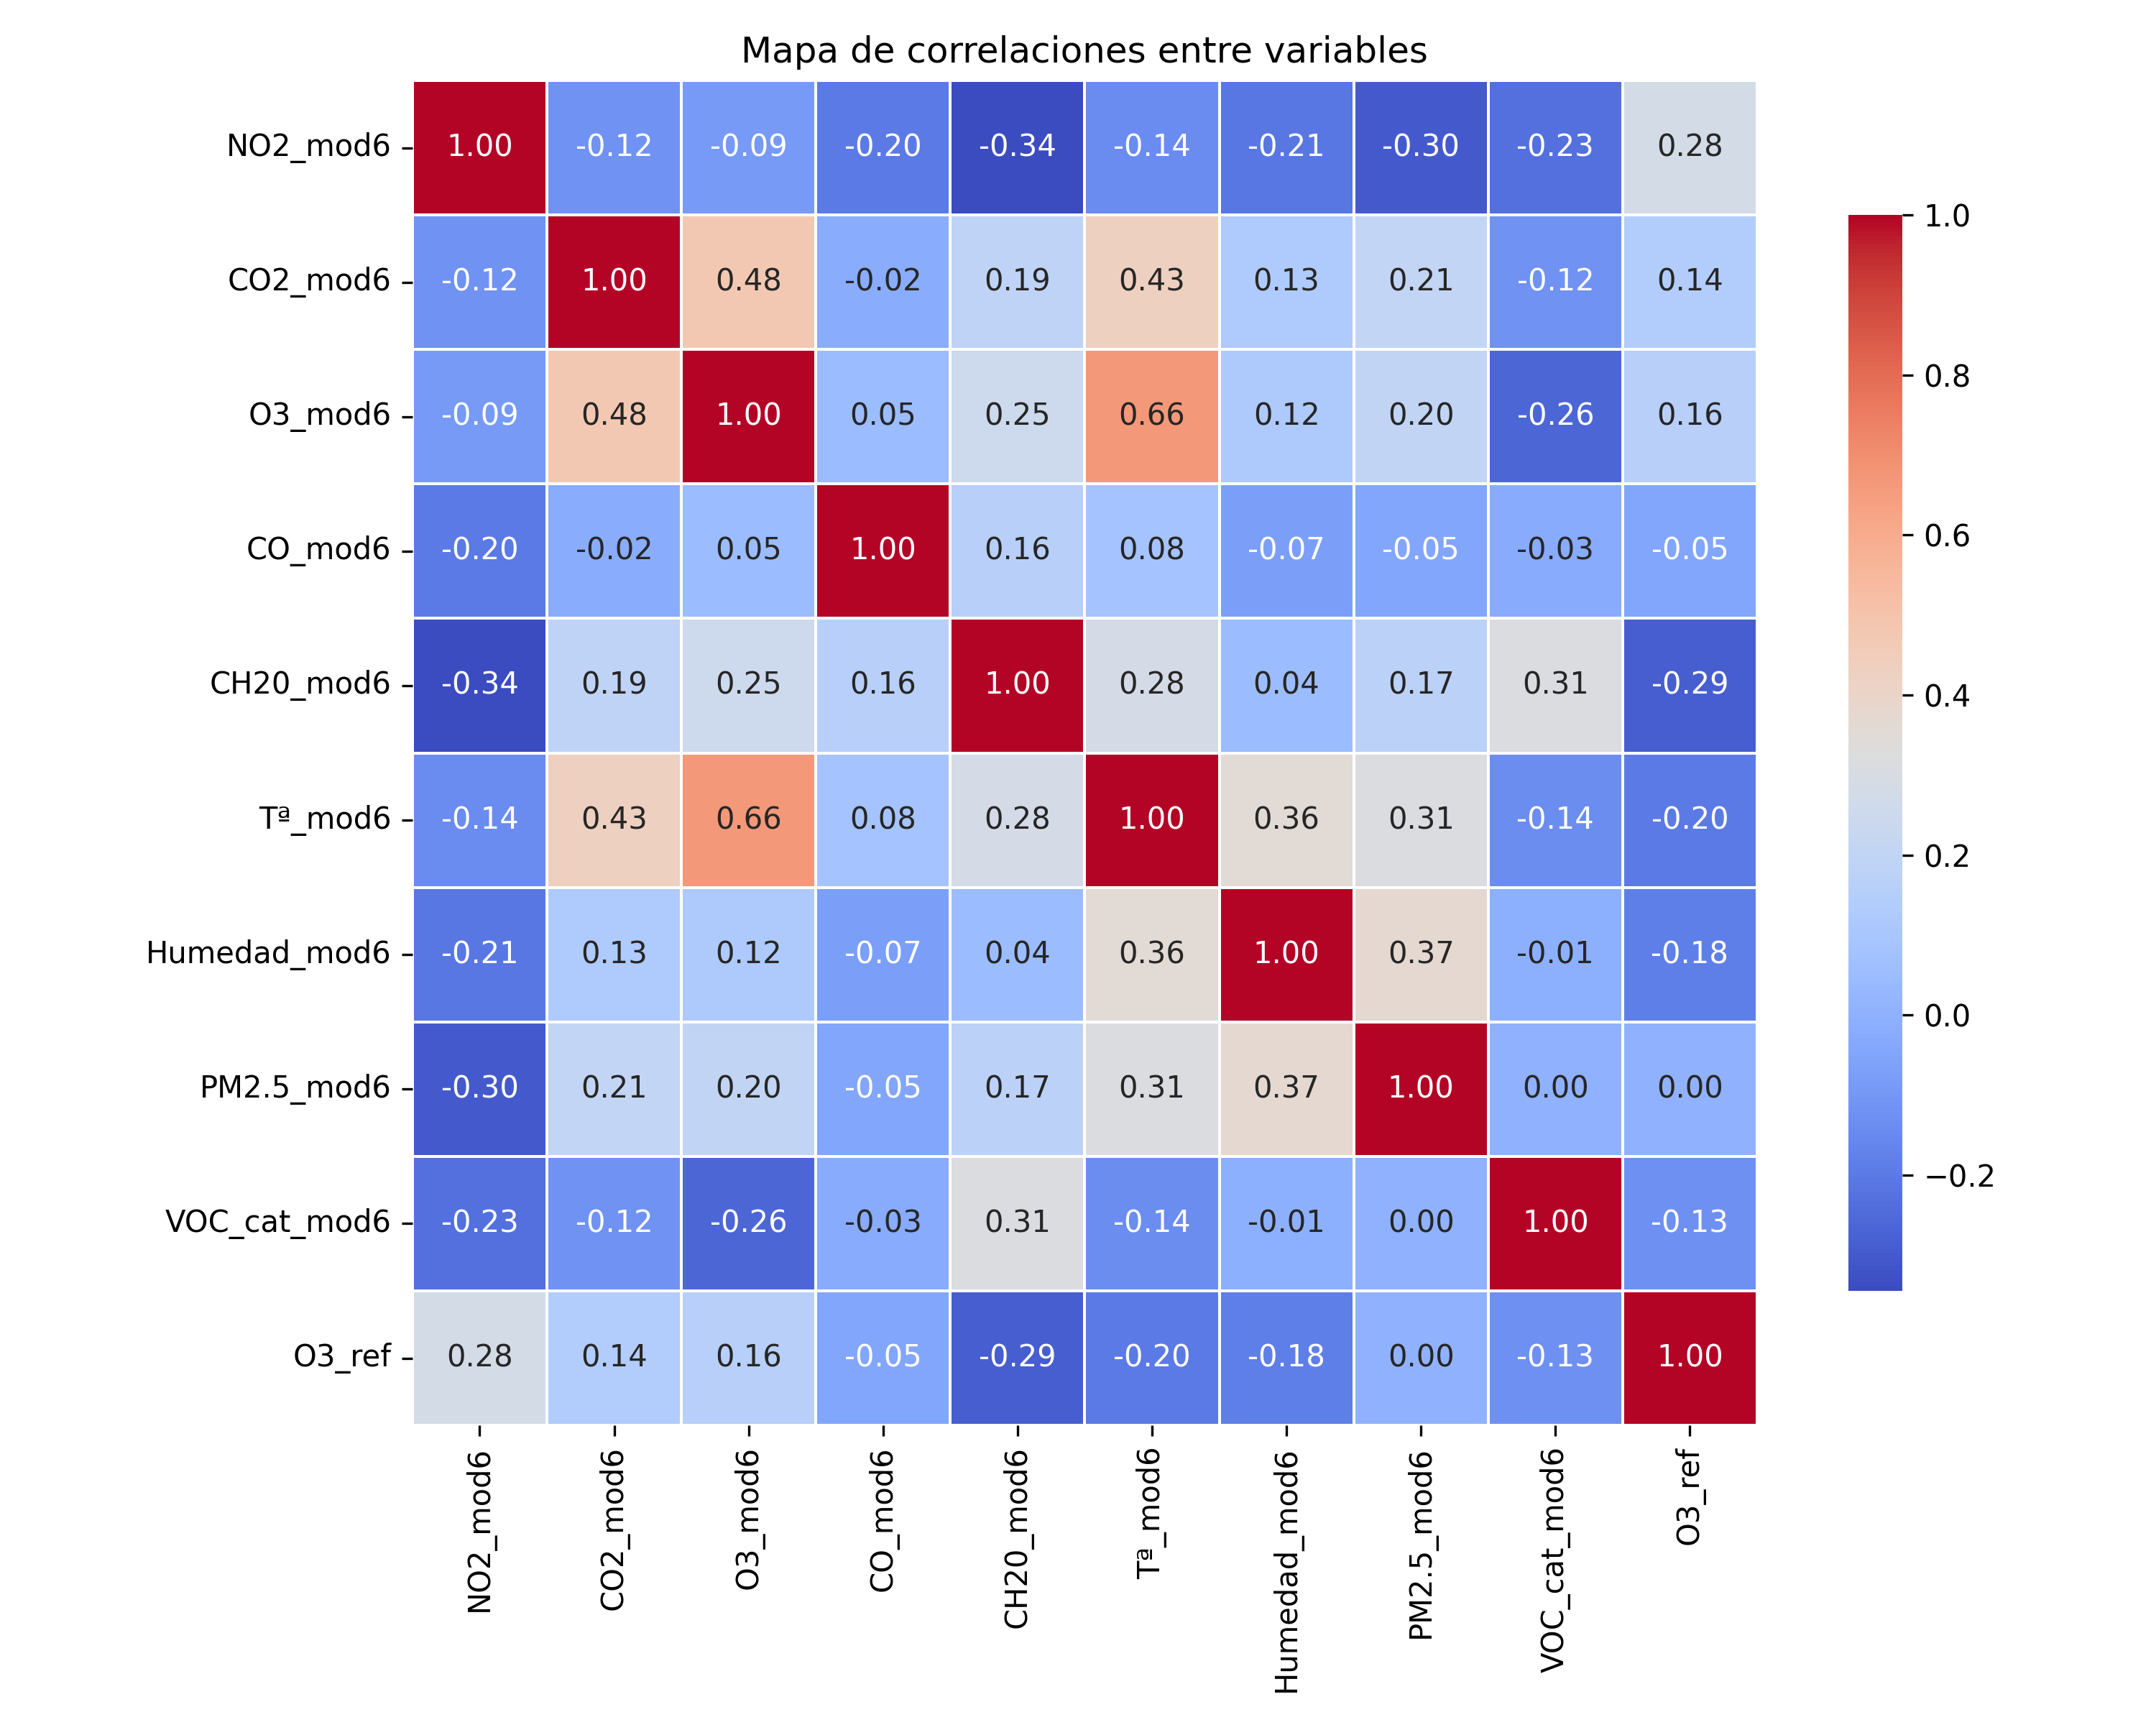 Mapa de correlaciones entre variables
NO2_mod6 1.00 -0.12 -0.09 -0.20 -0.34 -0.14 -0.21 -0.30 -0.23 0.28
CO2_mod6 -0.12 1.00 0.48 -0.02 0.19 0.43 0.13 0.21 -0.12 0.14
O3_mod6 -0.09 0.48 1.00 0.05 0.25 0.66 0.12 0.20 -0.26 0.16
CO_mod6 -0.20 -0.02 0.05 1.00 0.16 0.08 -0.07 -0.05 -0.03 -0.05
CH20_mod6 -0.34 0.19 0.25 0.16 1.00 0.28 0.04 0.17 0.31 -0.29
Tª_mod6 -0.14 0.43 0.66 0.08 0.28 1.00 0.36 0.31 -0.14 -0.20
Humedad_mod6 -0.21 0.13 0.12 -0.07 0.04 0.36 1.00 0.37 -0.01 -0.18
PM2.5_mod6 -0.30 0.21 0.20 -0.05 0.17 0.31 0.37 1.00 0.00 0.00
VOC_cat_mod6 -0.23 -0.12 -0.26 -0.03 0.31 -0.14 -0.01 0.00 1.00 -0.13
O3_ref 0.28 0.14 0.16 -0.05 -0.29 -0.20 -0.18 0.00 -0.13 1.00
NO2_mod6
CO2_mod6
O3_mod6
CO_mod6
CH20_mod6
Tª_mod6
Humedad_mod6
PM2.5_mod6
VOC_cat_mod6
O3_ref
1.0
0.8
0.6
0.4
0.2
0.0
−0.2